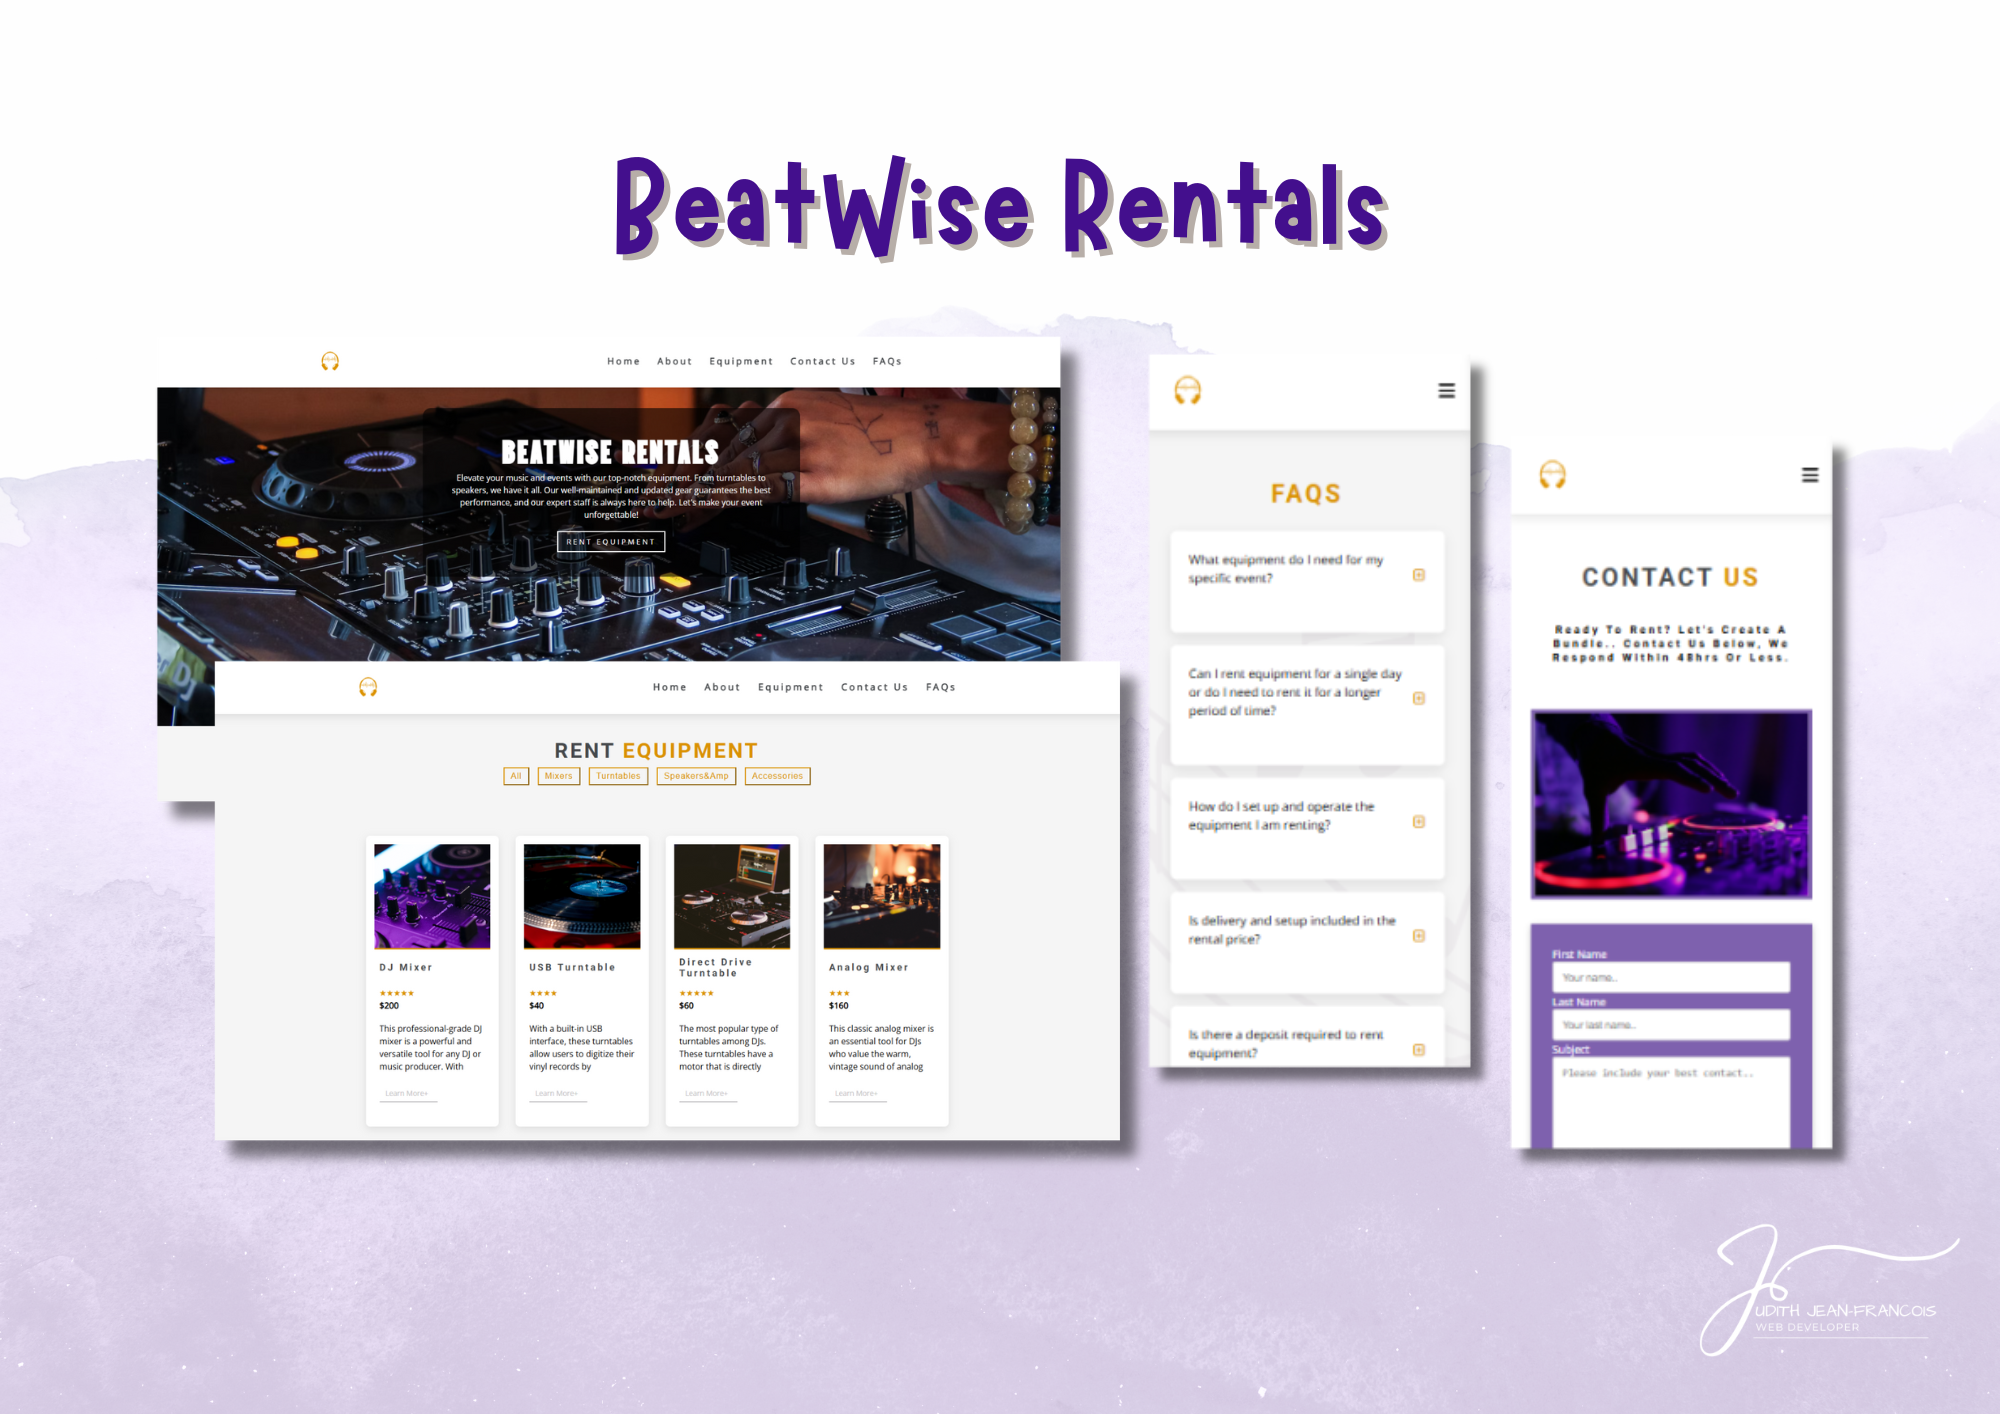 BeatWise Rentals
Home About Equipment Contact Us FAQs
BEATWISE RENTALS
Elevate your music and events with our top-notch equipment. From turntables to
speakers, we have it all. Our well-maintained and updated gear guarantees the best
performance, and our expert staff is always here to help. Let's make your event
unforgettable!
RENT EQUIPMENT
Home About Equipment Contact Us FAQs
RENT EQUIPMENT
All Mixers Turntables Speakers&Amp Accessories
DJ Mixer
$200
This professional-grade DJ
mixer is a powerful and
versatile tool for any DJ or
music producer. With
Learn More+
USB Turntable
$40
With a built-in USB
interface, these turntables
allow users to digitize their
vinyl records by
Learn More+
Direct Drive
Turntable
$60
The most popular type of
turntables among DJs.
These turntables have a
motor that is directly
Learn More+
Analog Mixer
$160
This classic analog mixer is
an essential tool for DJs
who value the warm,
vintage sound of analog
Learn More+
FAQS
What equipment do I need for my
specific event?
Can I rent equipment for a single day
or do I need to rent it for a longer
period of time?
How do I set up and operate the
equipment I am renting?
Is delivery and setup included in the
rental price?
Is there a deposit required to rent
equipment?
CONTACT US
Ready To Rent? Let's Create A
Bundle.. Contact Us Below, We
Respond Within 48hrs Or Less.
First Name
Your name..
Last Name
Your last name..
Subject
Please include your best contact..
JUDITH JEAN-FRANCOIS
WEB DEVELOPER